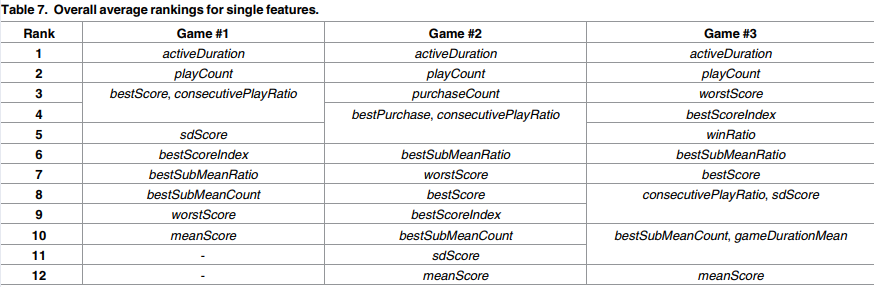 Table 7. Overall average rankings for single features.
Rank Game #1 Game #2 Game #3
1 activeDuration activeDuration activeDuration
2 playCount playCount playCount
3 bestScore, consecutivePlayRatio purchaseCount worstScore
4 bestPurchase, consecutivePlayRatio bestScoreIndex
5 sdScore winRatio
6 bestScoreIndex bestSubMeanRatio bestSubMeanRatio
7 bestSubMeanRatio worstScore bestScore
8 bestSubMeanCount bestScore consecutivePlayRatio, sdScore
9 worstScore bestScoreIndex
10 meanScore bestSubMeanCount bestSubMeanCount, gameDurationMean
11 - sdScore
12 - meanScore meanScore